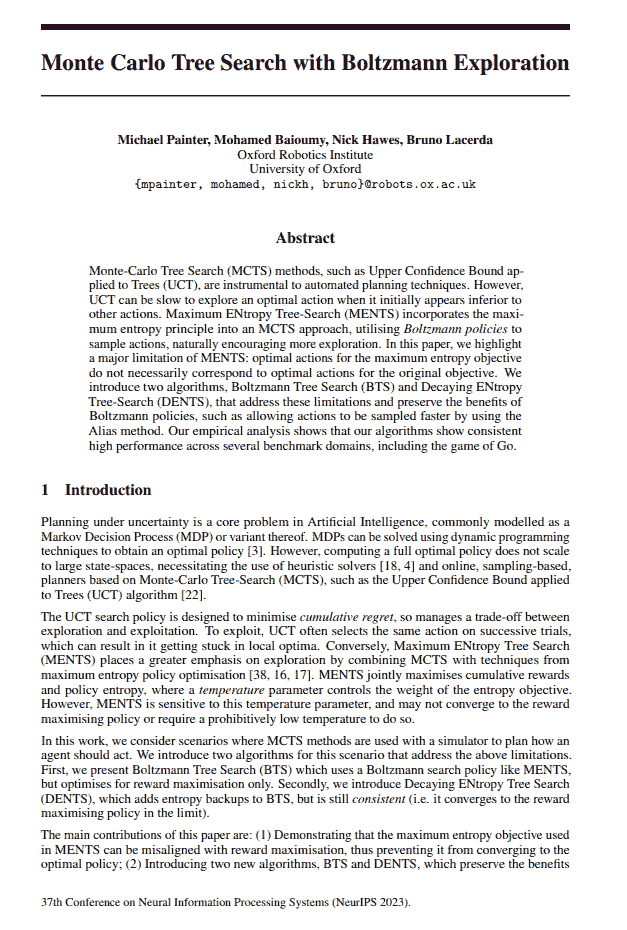 Monte Carlo Tree Search with Boltzmann Exploration
Michael Painter, Mohamed Baioumy, Nick Hawes, Bruno Lacerda
Oxford Robotics Institute
University of Oxford
{mpainter, mohamed, nickh, bruno}@robots.ox.ac.uk
Abstract
Monte-Carlo Tree Search (MCTS) methods, such as Upper Confidence Bound ap-
plied to Trees (UCT), are instrumental to automated planning techniques. However,
UCT can be slow to explore an optimal action when it initially appears inferior to
other actions. Maximum ENtropy Tree-Search (MENTS) incorporates the maxi-
mum entropy principle into an MCTS approach, utilising Boltzmann policies to
sample actions, naturally encouraging more exploration. In this paper, we highlight
a major limitation of MENTS: optimal actions for the maximum entropy objective
do not necessarily correspond to optimal actions for the original objective. We
introduce two algorithms, Boltzmann Tree Search (BTS) and Decaying ENtropy
Tree-Search (DENTS), that address these limitations and preserve the benefits of
Boltzmann policies, such as allowing actions to be sampled faster by using the
Alias method. Our empirical analysis shows that our algorithms show consistent
high performance across several benchmark domains, including the game of Go.
1 Introduction
Planning under uncertainty is a core problem in Artificial Intelligence, commonly modelled as a
Markov Decision Process (MDP) or variant thereof. MDPs can be solved using dynamic programming
techniques to obtain an optimal policy [3]. However, computing a full optimal policy does not scale
to large state-spaces, necessitating the use of heuristic solvers [18, 4] and online, sampling-based,
planners based on Monte-Carlo Tree-Search (MCTS), such as the Upper Confidence Bound applied
to Trees (UCT) algorithm [22].
The UCT search policy is designed to minimise cumulative regret, so manages a trade-off between
exploration and exploitation. To exploit, UCT often selects the same action on successive trials,
which can result in it getting stuck in local optima. Conversely, Maximum ENtropy Tree Search
(MENTS) places a greater emphasis on exploration by combining MCTS with techniques from
maximum entropy policy optimisation [38, 16, 17]. MENTS jointly maximises cumulative rewards
and policy entropy, where a temperature parameter controls the weight of the entropy objective.
However, MENTS is sensitive to this temperature parameter, and may not converge to the reward
maximising policy or require a prohibitively low temperature to do so.
In this work, we consider scenarios where MCTS methods are used with a simulator to plan how an
agent should act. We introduce two algorithms for this scenario that address the above limitations.
First, we present Boltzmann Tree Search (BTS) which uses a Boltzmann search policy like MENTS,
but optimises for reward maximisation only. Secondly, we introduce Decaying ENtropy Tree Search
(DENTS), which adds entropy backups to BTS, but is still consistent (i.e. it converges to the reward
maximising policy in the limit).
The main contributions of this paper are: (1) Demonstrating that the maximum entropy objective used
in MENTS can be misaligned with reward maximisation, thus preventing it from converging to the
optimal policy; (2) Introducing two new algorithms, BTS and DENTS, which preserve the benefits
37th Conference on Neural Information Processing Systems (NeurIPS 2023).